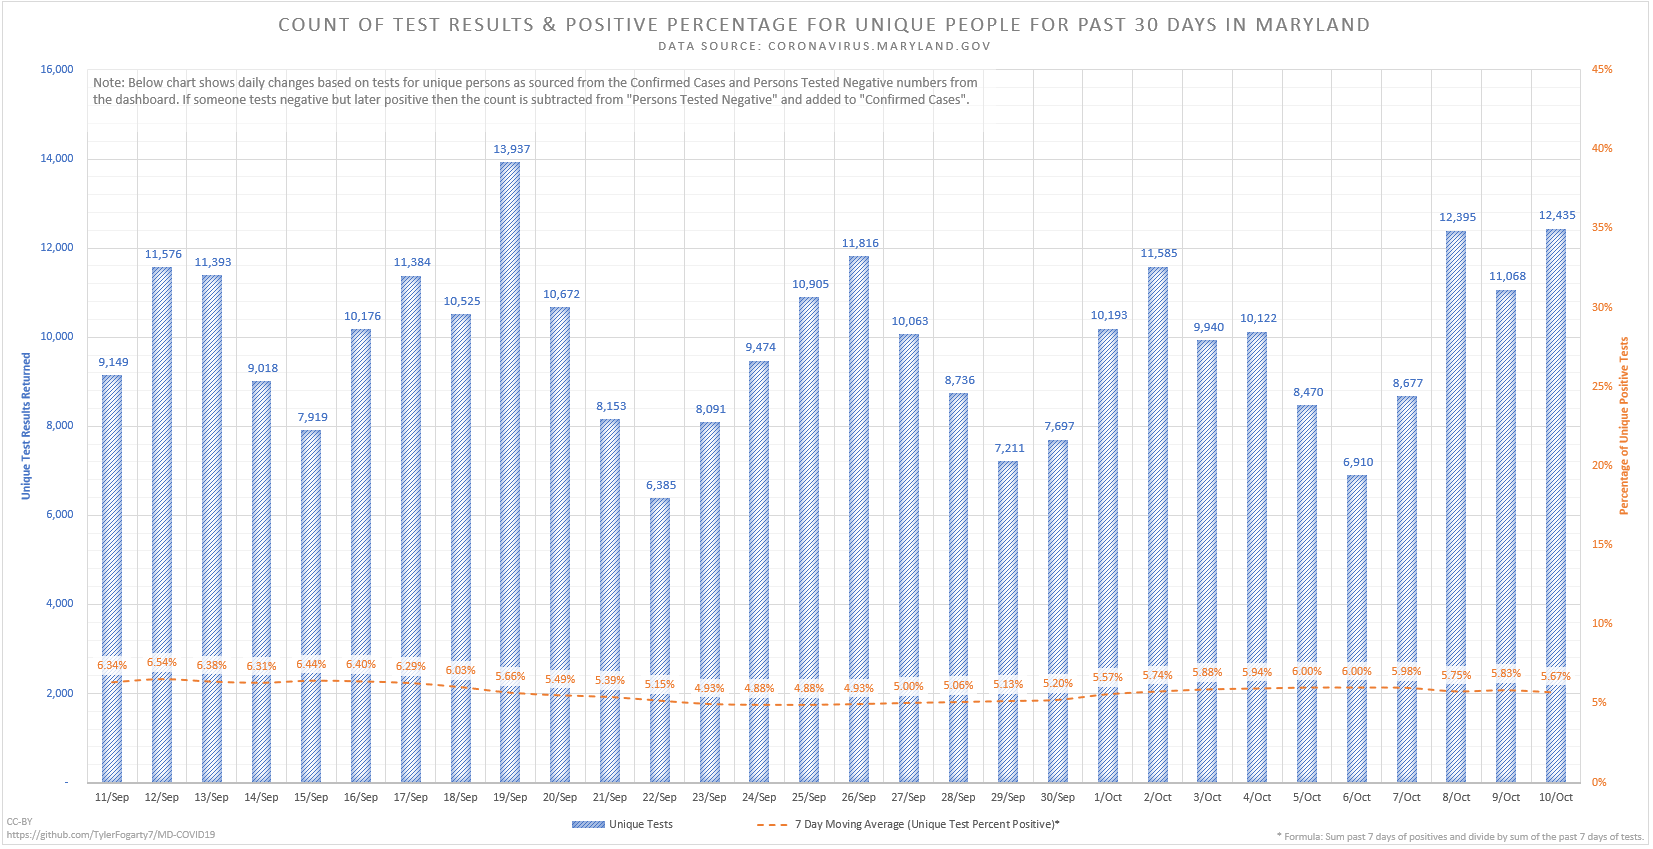 COUNT OF TEST RESULTS & POSITIVE PERCENTAGE FOR UNIQUE PEOPLE FOR PAST 30 DAYS IN MARYLAND
DATA SOURCE: CORONAVIRUS.MARYLAND.GOV
Note: Below chart shows daily changes based on tests for unique persons as sourced from the Confirmed Cases and Persons Tested Negative numbers from
the dashboard. If someone tests negative but later positive then the count is subtracted from "Persons Tested Negative" and added to "Confirmed Cases".
Unique Test Results Returned
16,000
14,000
12,000
10,000
8,000
6,000
4,000
2,000
-
9,149
11,576
11,393
9,018
7,919
10,176
11,384
10,525
13,937
10,672
8,153
6,385
8,091
9,474
10,905
11,816
10,063
8,736
7,211
7,697
10,193
11,585
9,940
10,122
8,470
6,910
8,677
12,395
11,068
12,435
6.34%
6.54%
6.38%
6.31%
6.44%
6.40%
6.29%
6.03%
5.66%
5.49%
5.39%
5.15%
4.93%
4.88%
4.88%
4.93%
5.00%
5.06%
5.13%
5.20%
5.57%
5.74%
5.88%
5.94%
6.00%
6.00%
5.98%
5.75%
5.83%
5.67%
45%
40%
35%
30%
25%
20%
15%
10%
5%
0%
Percentage of Unique Positive Tests
11/Sep
12/Sep
13/Sep
14/Sep
15/Sep
16/Sep
17/Sep
18/Sep
19/Sep
20/Sep
21/Sep
22/Sep
23/Sep
24/Sep
25/Sep
26/Sep
27/Sep
28/Sep
29/Sep
30/Sep
1/Oct
2/Oct
3/Oct
4/Oct
5/Oct
6/Oct
7/Oct
8/Oct
9/Oct
10/Oct
Unique Tests
7 Day Moving Average (Unique Test Percent Positive)*
CC-BY
https://github.com/TylerFogarty7/MD-COVID19
* Formula: Sum past 7 days of positives and divide by sum of the past 7 days of tests.